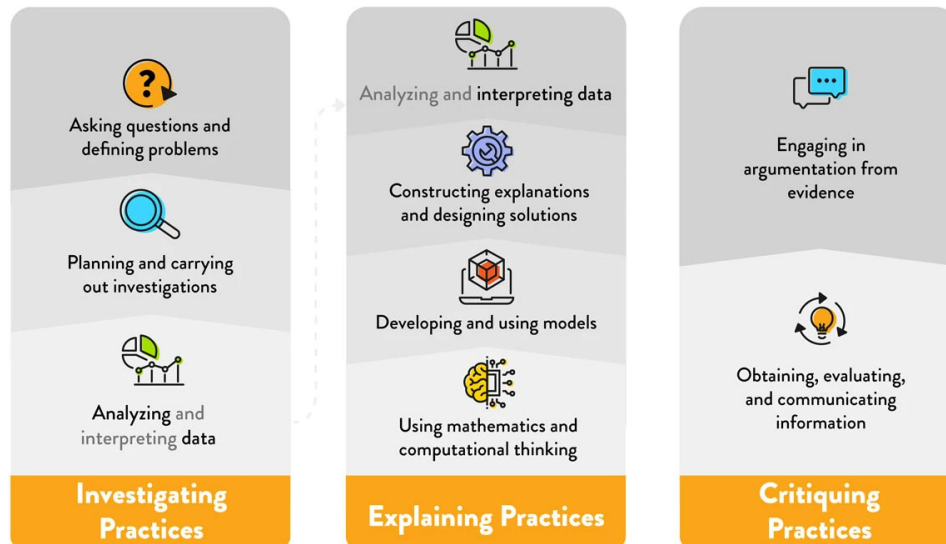 ?
Asking questions and
defining problems
Planning and carrying
out investigations
Analyzing and
interpreting data
Investigating
Practices
Analyzing and interpreting data
Constructing explanations
and designing solutions
Developing and using models
Using mathematics and
computational thinking
Explaining Practices
Engaging in
argumentation from
evidence
Obtaining, evaluating,
and communicating
information
Critiquing
Practices